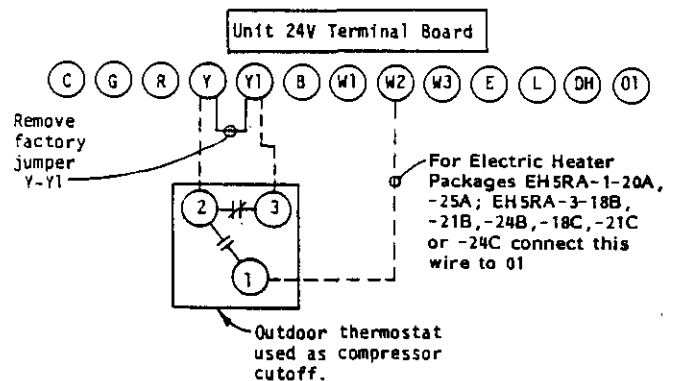 Unit 24V Terminal Board
C G R Y Y1 B W1 W2 W3 E L DH 01
Remove
factory
jumper
Y-Y1
For Electric Heater
Packages EH5RA-1-20A,
-25A; EH5RA-3-18B,
-21B,-24B,-18C,-21C
or -24C connect this
wire to 01
2 3
1
Outdoor thermostat
used as compressor
cutoff.